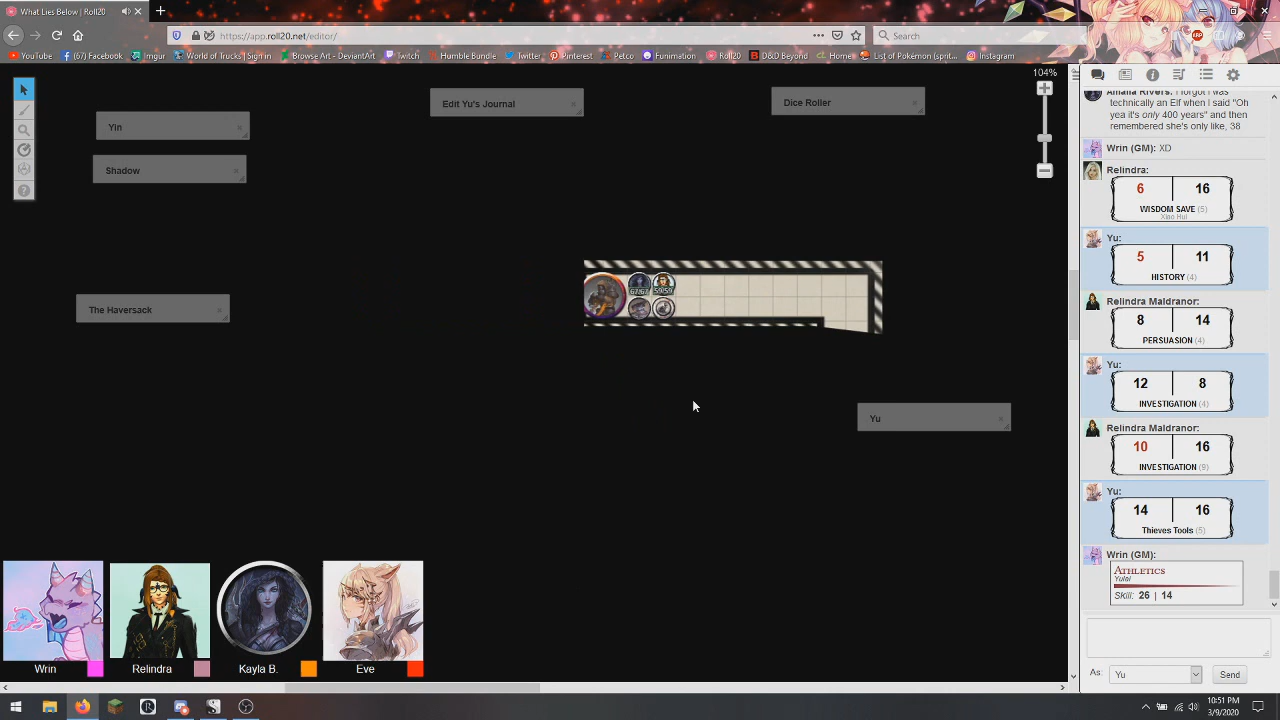 What Lies Below | Roll20
https://app.roll20.net/editor/
Search
YouTube
(67) Facebook
Imgur
World of Trucks | Sign in
Browse Art - DeviantArt
Twitch
Humble Bundle
Twitter
Pinterest
Petco
Funimation
Roll20
D&D Beyond
Home
List of Pokémon (sprit...
Instagram
104%
Edit Yu's Journal
Dice Roller
Yin
Shadow
The Haversack
Yu
Amalia Rivers: I forgot I was
technically an Elf when I said "Oh
yea it's only 400 years" and then
remembered she's only like, 38
Wrin (GM): XD
Relindra:
6 16
WISDOM SAVE (5)
Xiao Hui
Yu:
5 11
HISTORY (4)
Relindra Maldranor:
8 14
PERSUASION (4)
Yu:
12 8
INVESTIGATION (4)
Relindra Maldranor:
10 16
INVESTIGATION (9)
Yu:
14 16
Thieves Tools (5)
Wrin (GM):
ATHLETICS
Skill: 26 | 14
As: Yu Send
Wrin
Relindra
Kayla B.
Eve
10:51 PM
3/9/2020